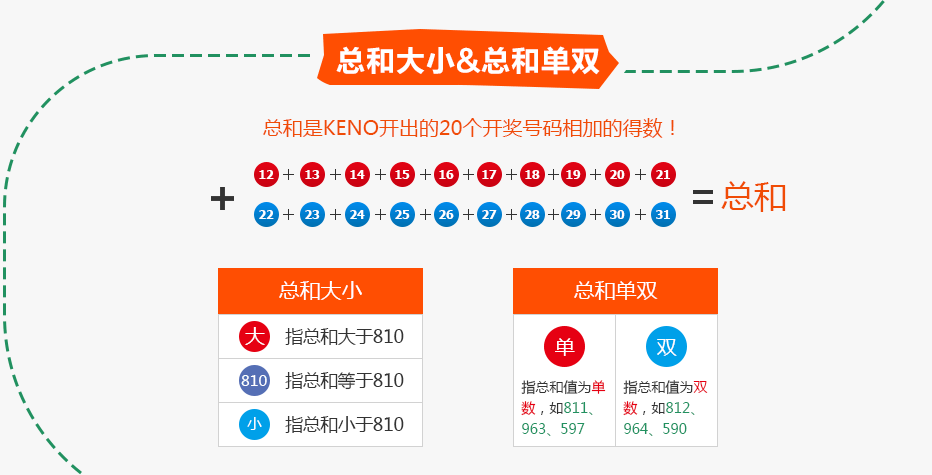 总和大小&总和单双
总和是KENO开出的20个开奖号码相加的得数！
12+13+14+15+16+17+18+19+20+21
+
22+23+24+25+26+27+28+29+30+31
=总和
总和大小
大 指总和大于810
810 指总和等于810
小 指总和小于810
总和单双
单
指总和值为单
数，如811、
963、597
双
指总和值为双
数，如812、
964、590